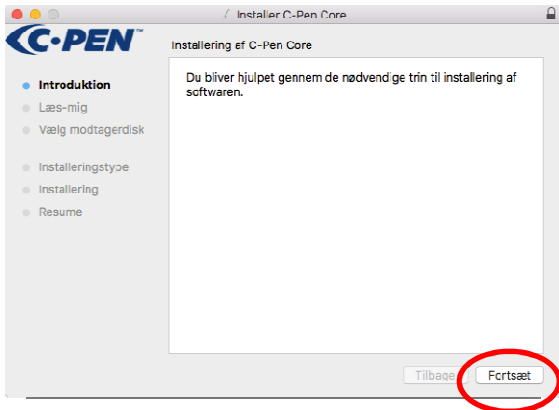 Installer C-Pen Core
C-PEN™
Installering af C-Pen Core
Introduktion
Læs-mig
Vælg modtagerdisk
Installeringstype
Installering
Resume
Du bliver hjulpet gennem de nødvendige trin til installering af
softwaren.
Tilbage
Fortsæt